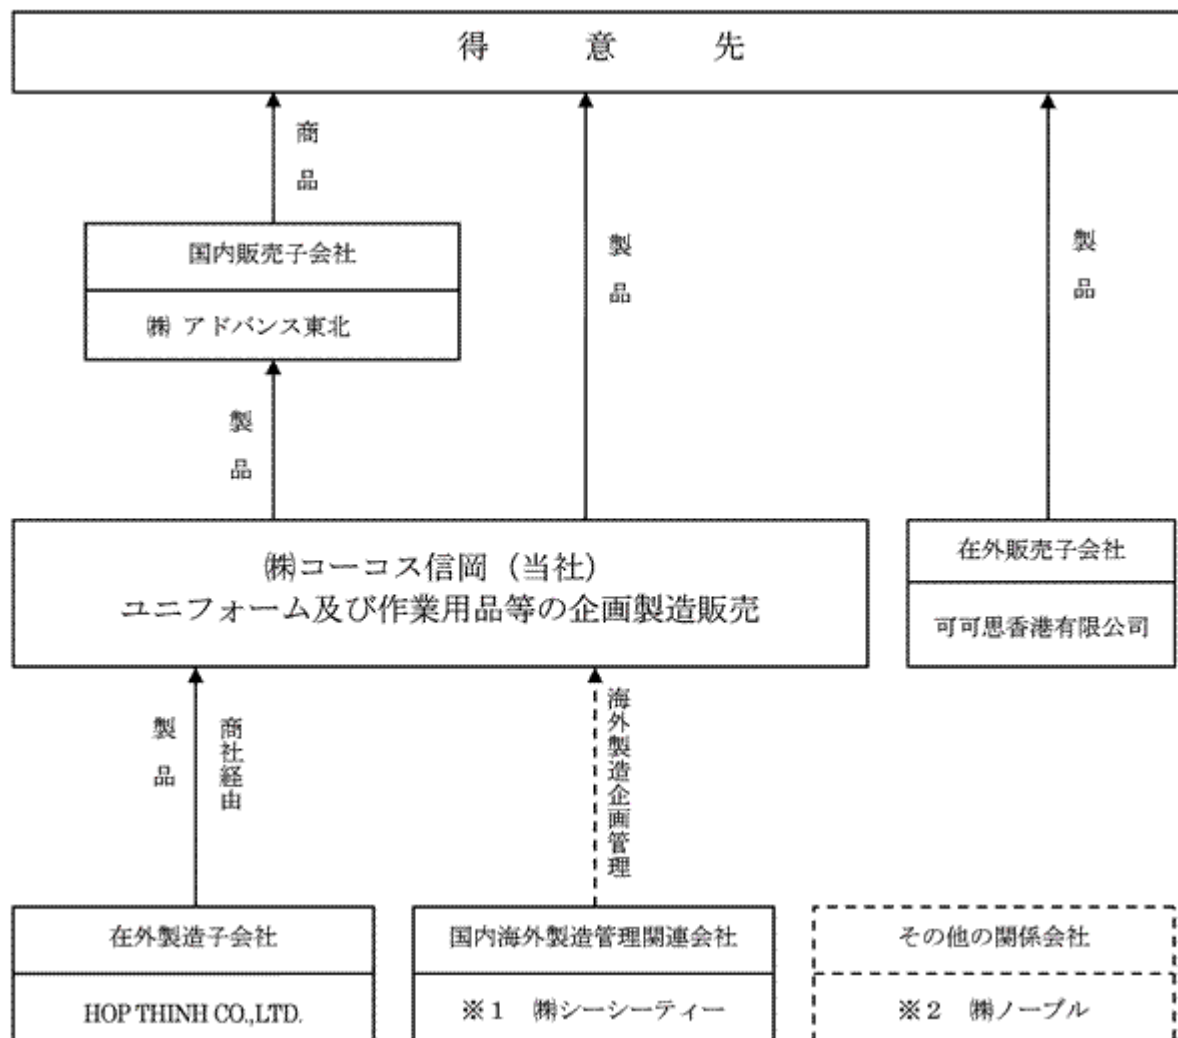 得意先
商品
国内販売子会社
㈱ アドバンス東北
製品
製品
製品
㈱コーコス信岡（当社）
ユニフォーム及び作業用品等の企画製造販売
在外販売子会社
可可思香港有限公司
製品
商社経由
海外製造企画管理
在外製造子会社
HOP THINH CO.,LTD.
国内海外製造管理関連会社
※1 ㈱シーシーティー
その他の関係会社
※2 ㈱ノーブル